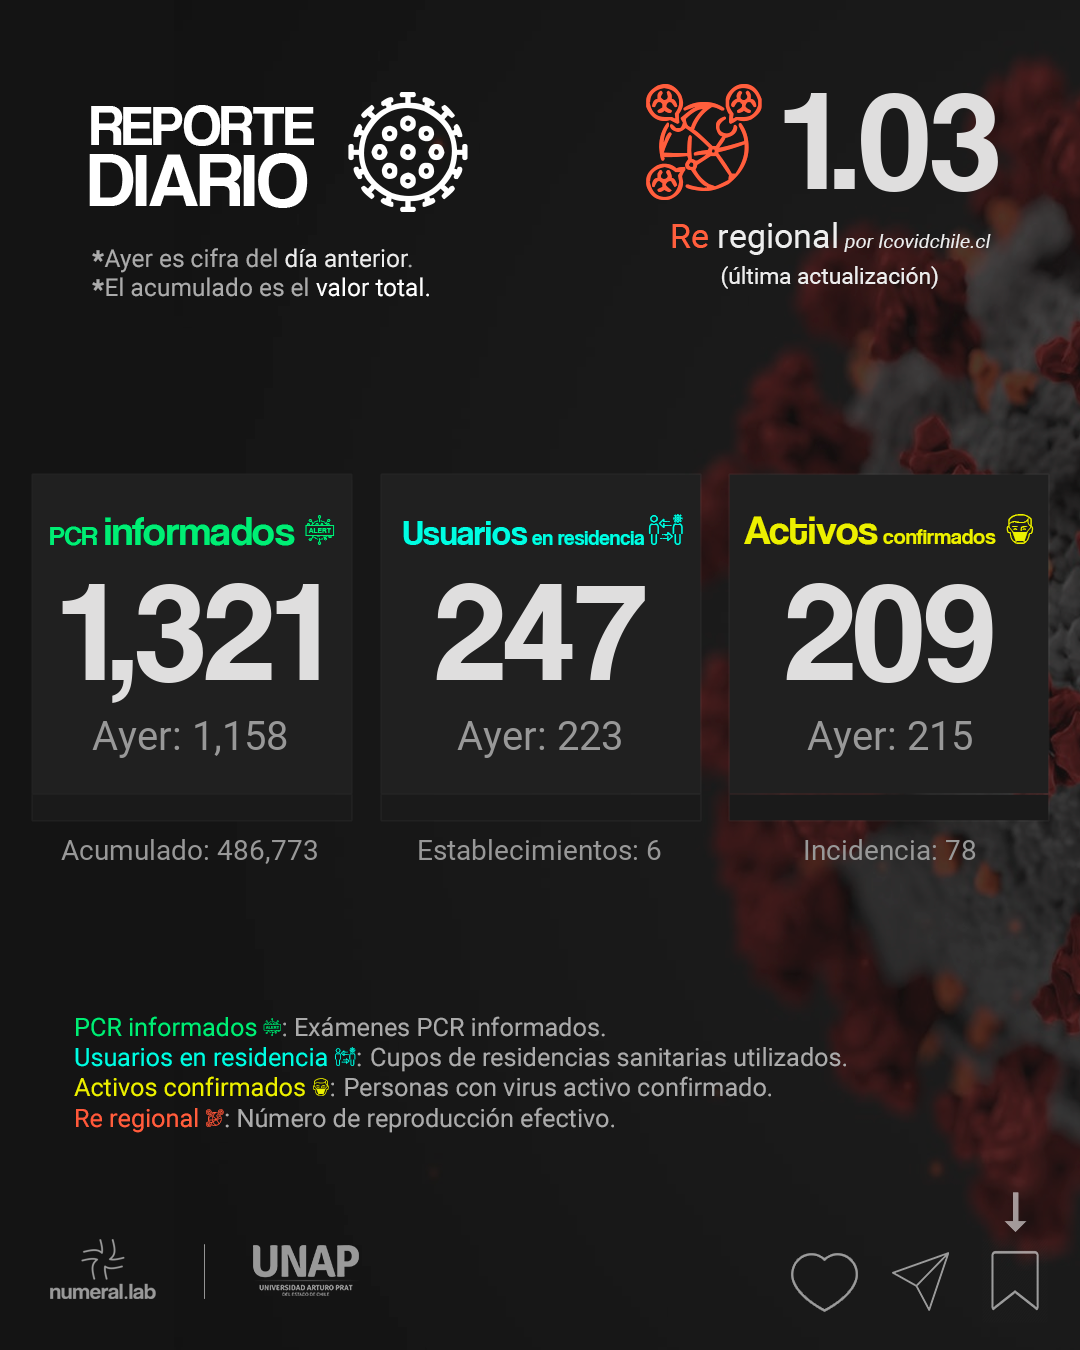 REPORTE
DIARIO
*Ayer es cifra del día anterior.
*El acumulado es el valor total.
1.03
Re regional por Icovidchile.cl
(última actualización)
PCR informados ALERT
1,321
Ayer: 1,158
Acumulado: 486,773
Usuarios en residencia
247
Ayer: 223
Establecimientos: 6
Activos confirmados
209
Ayer: 215
Incidencia: 78
PCR informados ALERT: Exámenes PCR informados.
Usuarios en residencia : Cupos de residencias sanitarias utilizados.
Activos confirmados : Personas con virus activo confirmado.
Re regional : Número de reproducción efectivo.
numeral.lab
UNAP
UNIVERSIDAD ARTURO PRAT
DEL ESTADO DE CHILE